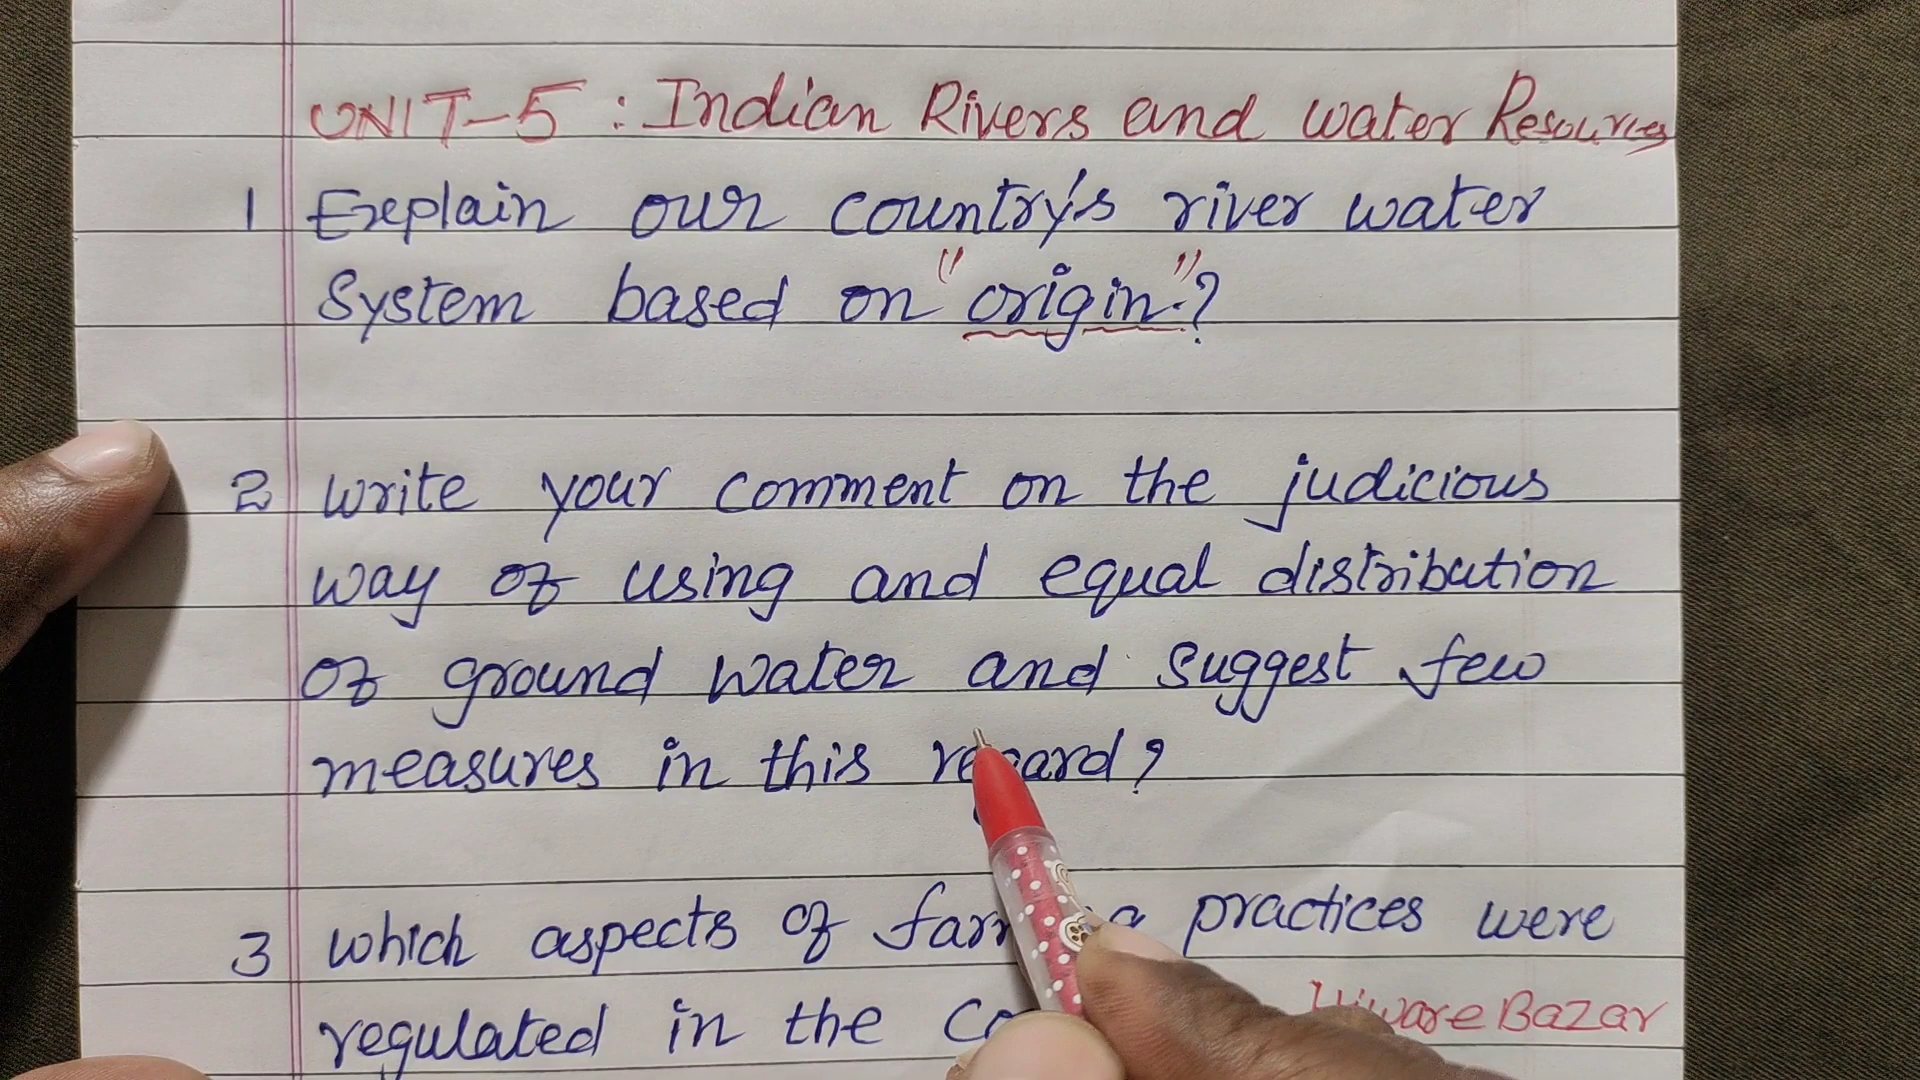 UNIT-5 : Indian Rivers and water Resources
1 Explain our country's river water
System based on "origin"?
2 Write your comment on the judicious
way of using and equal distribution
of ground water and suggest few
measures in this regard?
3 which aspects of practices were
regulated in the
Hiware Bazar